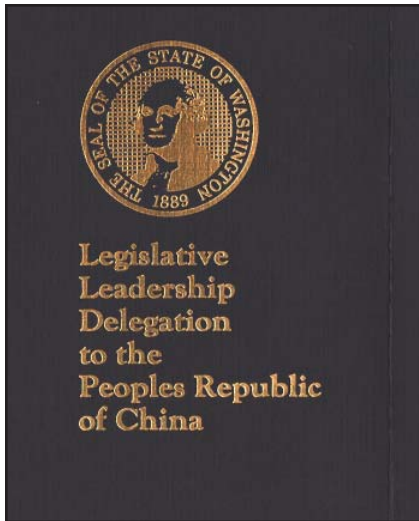 THE SEAL OF THE STATE OF WASHINGTON
1889
Legislative
Leadership
Delegation
to the
Peoples Republic
of China